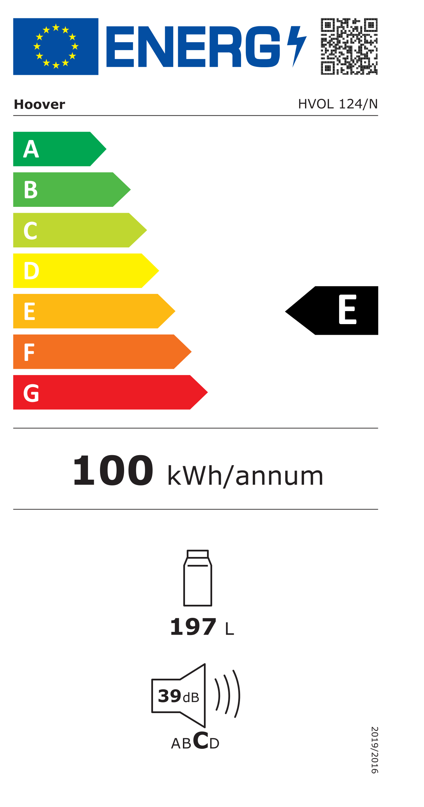 ENERG
Hoover HVOL 124/N
A
B
C
D
E
E
F
G
100 kWh/annum
197 L
39dB
ABCD
2019/2016